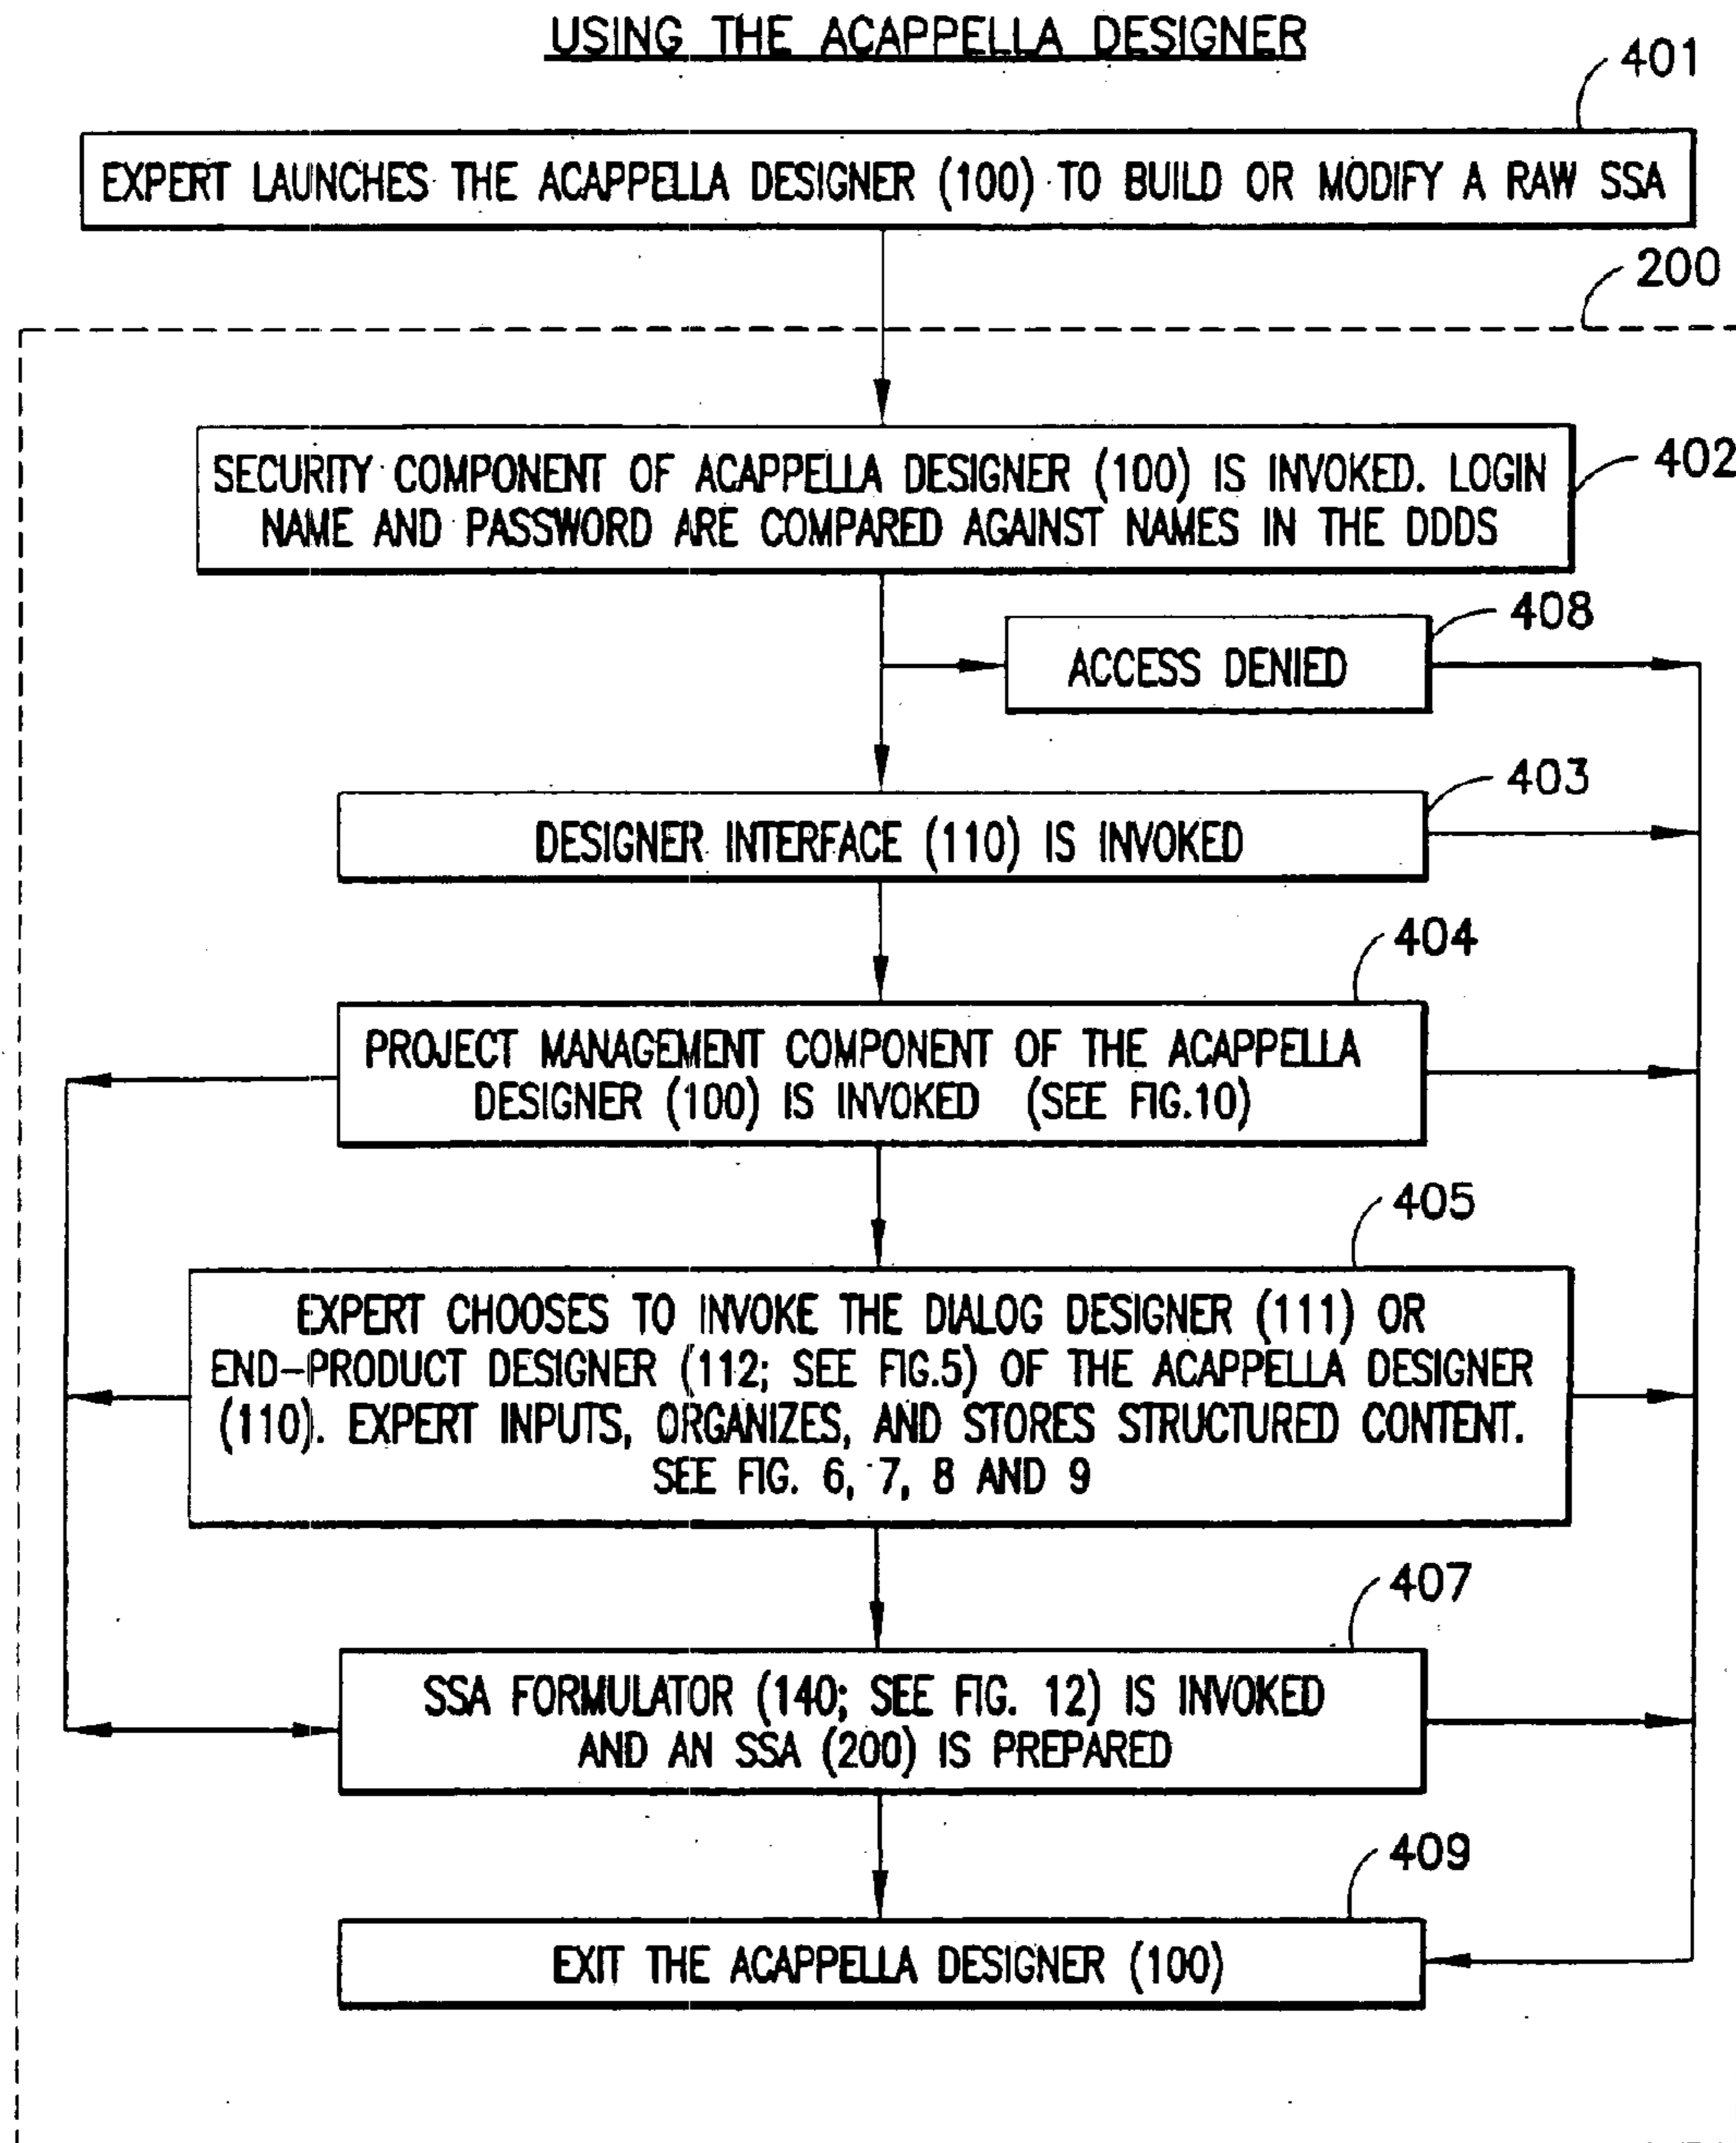 USING THE ACAPPELLA DESIGNER
401
EXPERT LAUNCHES THE ACAPPELLA DESIGNER (100) TO BUILD OR MODIFY A RAW SSA
200
402
SECURITY COMPONENT OF ACAPPELLA DESIGNER (100) IS INVOKED. LOGIN
NAME AND PASSWORD ARE COMPARED AGAINST NAMES IN THE DDDS
408
ACCESS DENIED
403
DESIGNER INTERFACE (110) IS INVOKED
404
PROJECT MANAGEMENT COMPONENT OF THE ACAPPELLA
DESIGNER (100) IS INVOKED (SEE FIG.10)
405
EXPERT CHOOSES TO INVOKE THE DIALOG DESIGNER (111) OR
END-PRODUCT DESIGNER (112; SEE FIG.5) OF THE ACAPPELLA DESIGNER
(110). EXPERT INPUTS, ORGANIZES, AND STORES STRUCTURED CONTENT.
SEE FIG. 6, 7, 8 AND 9
407
SSA FORMULATOR (140; SEE FIG. 12) IS INVOKED
AND AN SSA (200) IS PREPARED
409
EXIT THE ACAPPELLA DESIGNER (100)